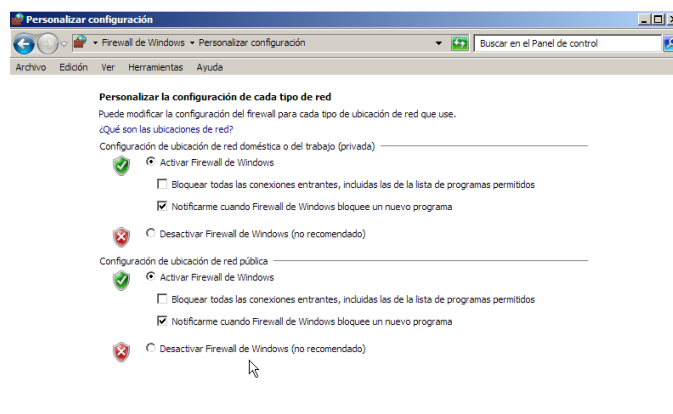 Personalizar configuración
Firewall de Windows Personalizar configuración
Buscar en el Panel de control
Archivo Edición Ver Herramientas Ayuda
Personalizar la configuración de cada tipo de red
Puede modificar la configuración del firewall para cada tipo de ubicación de red que use.
¿Qué son las ubicaciones de red?
Configuración de ubicación de red doméstica o del trabajo (privada)
Activar Firewall de Windows
Bloquear todas las conexiones entrantes, incluidas las de la lista de programas permitidos
Notificarme cuando Firewall de Windows bloquee un nuevo programa
Desactivar Firewall de Windows (no recomendado)
Configuración de ubicación de red pública
Activar Firewall de Windows
Bloquear todas las conexiones entrantes, incluidas las de la lista de programas permitidos
Notificarme cuando Firewall de Windows bloquee un nuevo programa
Desactivar Firewall de Windows (no recomendado)